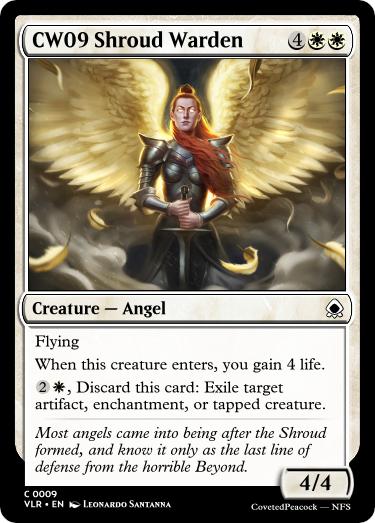 CW09 Shroud Warden 4
Creature — Angel
Flying
When this creature enters, you gain 4 life.
2, Discard this card: Exile target
artifact, enchantment, or tapped creature.
Most angels came into being after the Shroud
formed, and know it only as the last line of
defense from the horrible Beyond.
4/4
C 0009
VLR • EN Leonardo Santanna
CovetedPeacock — NFS